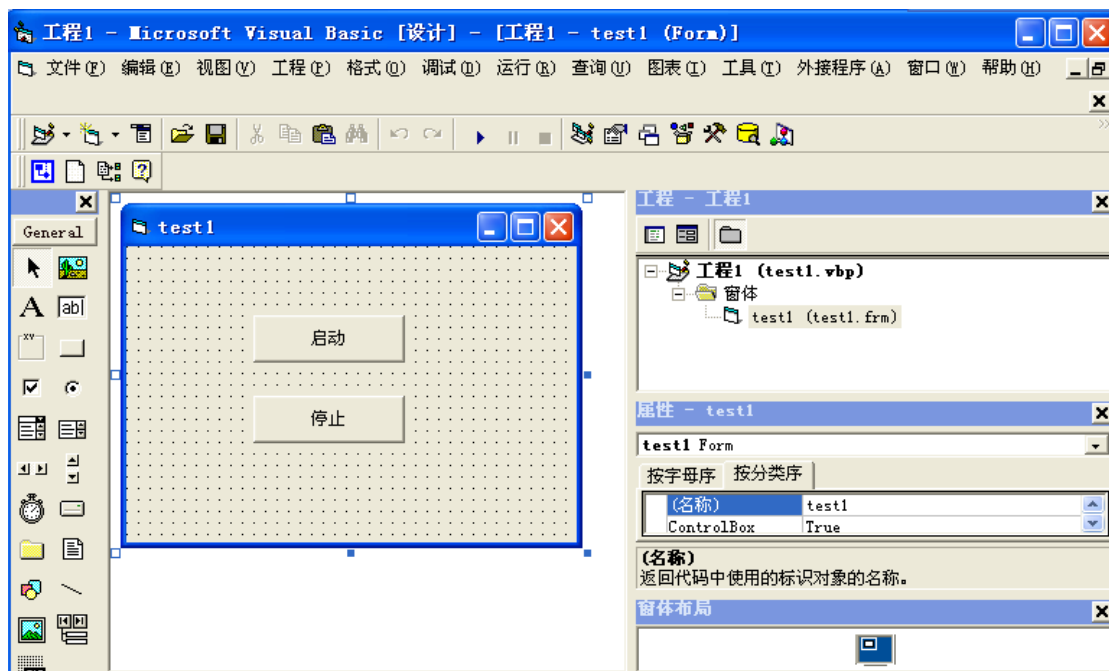 工程1 - Microsoft Visual Basic [设计] - [工程1 - test1 (Form)]
文件(F) 编辑(E) 视图(V) 工程(P) 格式(O) 调试(D) 运行(R) 查询(U) 图表(I) 工具(T) 外接程序(A) 窗口(W) 帮助(H)
工程 - 工程1
General
test1
工程1 (test1.vbp)
窗体
test1 (test1.frm)
A
ab|
xv
启动
停止
属性 - test1
test1 Form
按字母序 按分类序
(名称) test1
ControlBox True
(名称)
返回代码中使用的标识对象的名称。
窗体布局